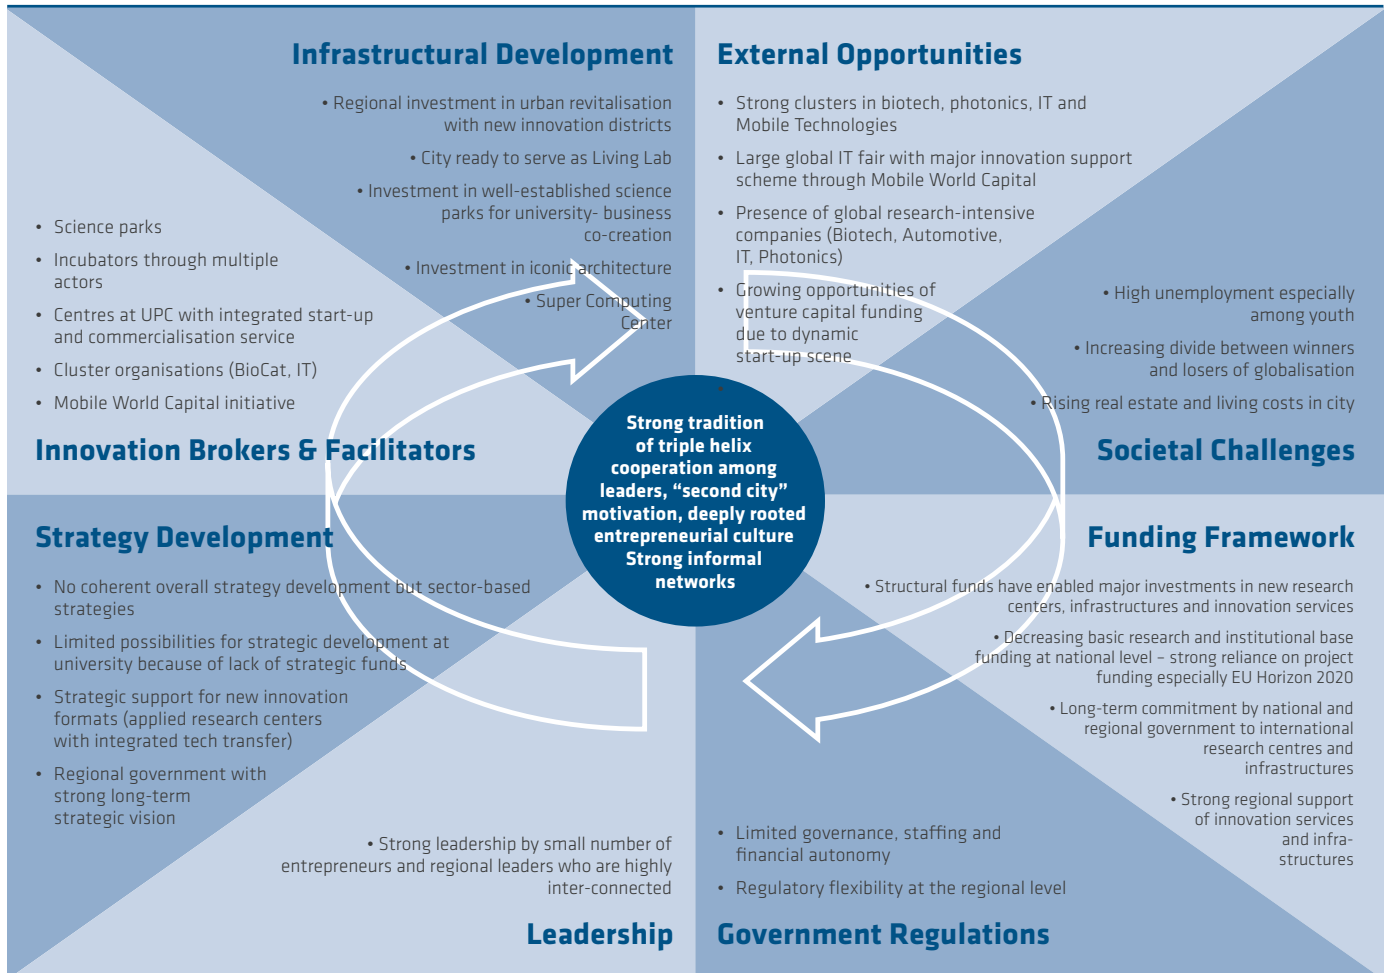 Infrastructural Development
• Regional investment in urban revitalisation
with new innovation districts
• City ready to serve as Living Lab
• Investment in well-established science
parks for university- business
co-creation
• Investment in iconic architecture
• Super Computing
Center
External Opportunities
• Strong clusters in biotech, photonics, IT and
Mobile Technologies
• Large global IT fair with major innovation support
scheme through Mobile World Capital
• Presence of global research-intensive
companies (Biotech, Automotive,
IT, Photonics)
• Growing opportunities of
venture capital funding
due to dynamic
start-up scene
•
• Science parks
• Incubators through multiple
actors
• Centres at UPC with integrated start-up
and commercialisation service
• Cluster organisations (BioCat, IT)
• Mobile World Capital initiative
Innovation Brokers & Facilitators
• High unemployment especially
among youth
• Increasing divide between winners
and losers of globalisation
• Rising real estate and living costs in city
Societal Challenges
Strong tradition
of triple helix
cooperation among
leaders, “second city”
motivation, deeply rooted
entrepreneurial culture
Strong informal
networks
Strategy Development
• No coherent overall strategy development but sector-based
strategies
• Limited possibilities for strategic development at
university because of lack of strategic funds
• Strategic support for new innovation
formats (applied research centers
with integrated tech transfer)
• Regional government with
strong long-term
strategic vision
Funding Framework
• Structural funds have enabled major investments in new research
centers, infrastructures and innovation services
• Decreasing basic research and institutional base
funding at national level – strong reliance on project
funding especially EU Horizon 2020
• Long-term commitment by national and
regional government to international
research centres and
infrastructures
• Strong regional support
of innovation services
and infra-
structures
• Strong leadership by small number of
entrepreneurs and regional leaders who are highly
inter-connected
Leadership
• Limited governance, staffing and
financial autonomy
• Regulatory flexibility at the regional level
Government Regulations